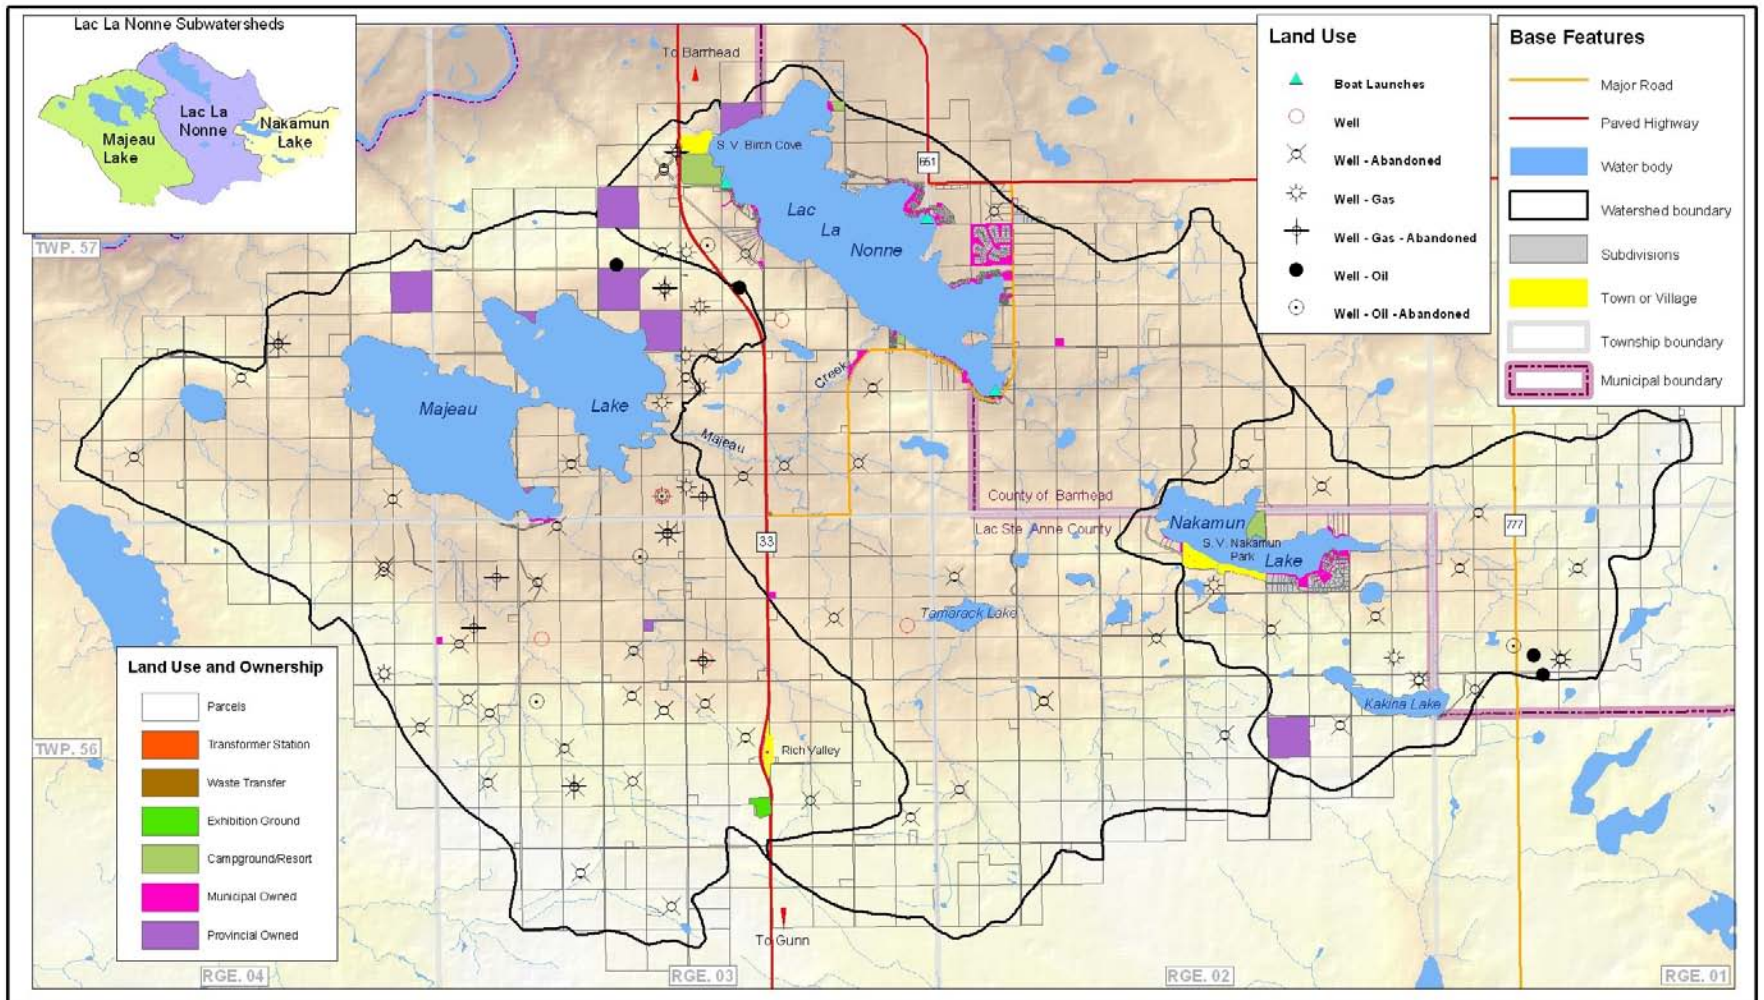 Lac La Nonne Subwatersheds
Lac La
Nonne
Majeau
Lake
Nakamun
Lake
To Barrhead
Land Use
Boat Launches
Well
Well - Abandoned
Well - Gas
Well - Gas - Abandoned
Well - Oil
Well - Oil - Abandoned
Base Features
Major Road
Paved Highway
Water body
Watershed boundary
Subdivisions
Town or Village
Township boundary
Municipal boundary
S. V. Birch Cove
651
Lac
La
Nonne
TWP. 57
Creek
Majeau
Majeau
Lake
County of Barrhead
Lac Ste Anne County
33
777
Nakamun
S. V. Nakamun
Park
Lake
Tamarack Lake
Kakina Lake
Land Use and Ownership
Parcels
Transformer Station
Waste Transfer
Exhibition Ground
Campground/Resort
Municipal Owned
Provincial Owned
TWP. 56
Rich Valley
To Gunn
RGE. 04
RGE. 03
RGE. 02
RGE. 01